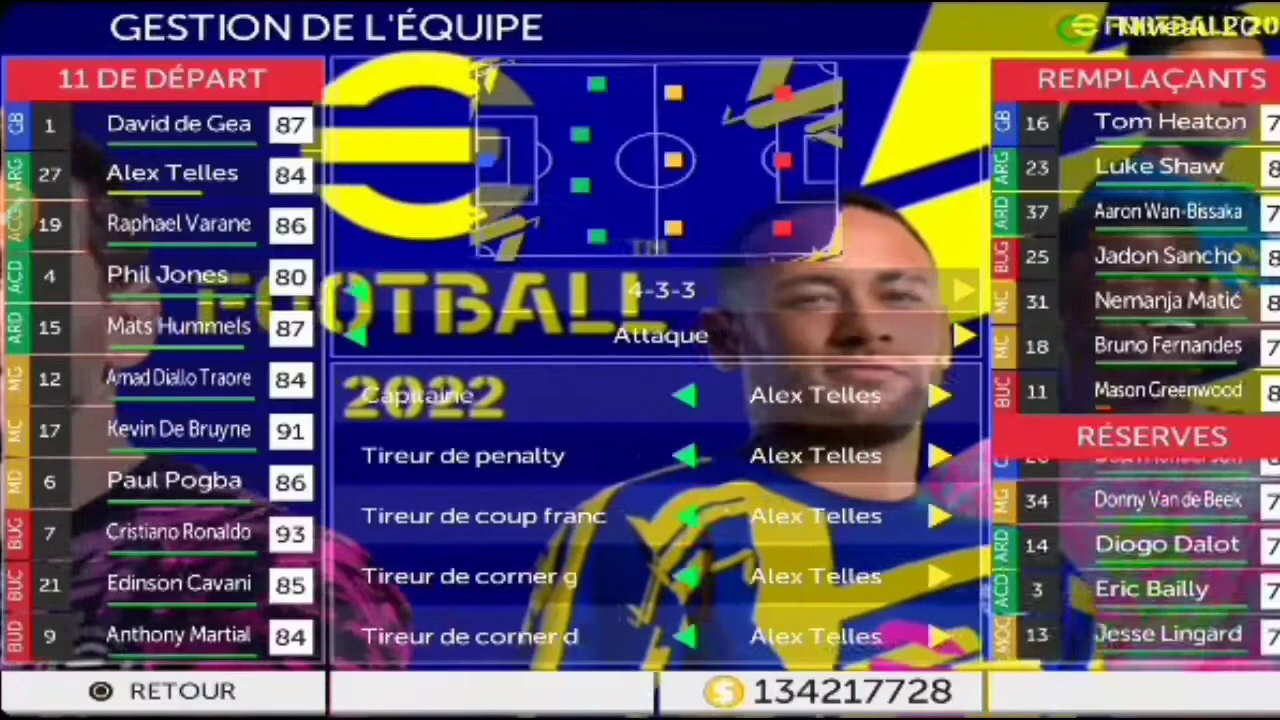 GESTION DE L'ÉQUIPE
11 DE DÉPART
GB 1 David de Gea 87
ARG 27 Alex Telles 84
19 Raphael Varane 86
ACD 4 Phil Jones 80
ARD 15 Mats Hummels 87
MG 12 Amad Diallo Traore 84
MC 17 Kevin De Bruyne 91
MD 6 Paul Pogba 86
BUG 7 Cristiano Ronaldo 93
BUC 21 Edinson Cavani 85
BUD 9 Anthony Martial 84
FOOTBALL
2022
4-3-3
Attaque
Capitaine Alex Telles
Tireur de penalty Alex Telles
Tireur de coup franc Alex Telles
Tireur de corner g Alex Telles
Tireur de corner d Alex Telles
REMPLAÇANTS
GB 16 Tom Heaton
ARG 23 Luke Shaw
ARD 37 Aaron Wan-Bissaka
BUG 25 Jadon Sancho
MC 31 Nemanja Matić
MC 18 Bruno Fernandes
BUC 11 Mason Greenwood
RÉSERVES
MG 34 Donny Van de Beek
ARD 14 Diogo Dalot
ACD 3 Eric Bailly
MOC 13 Jesse Lingard
RETOUR
134217728